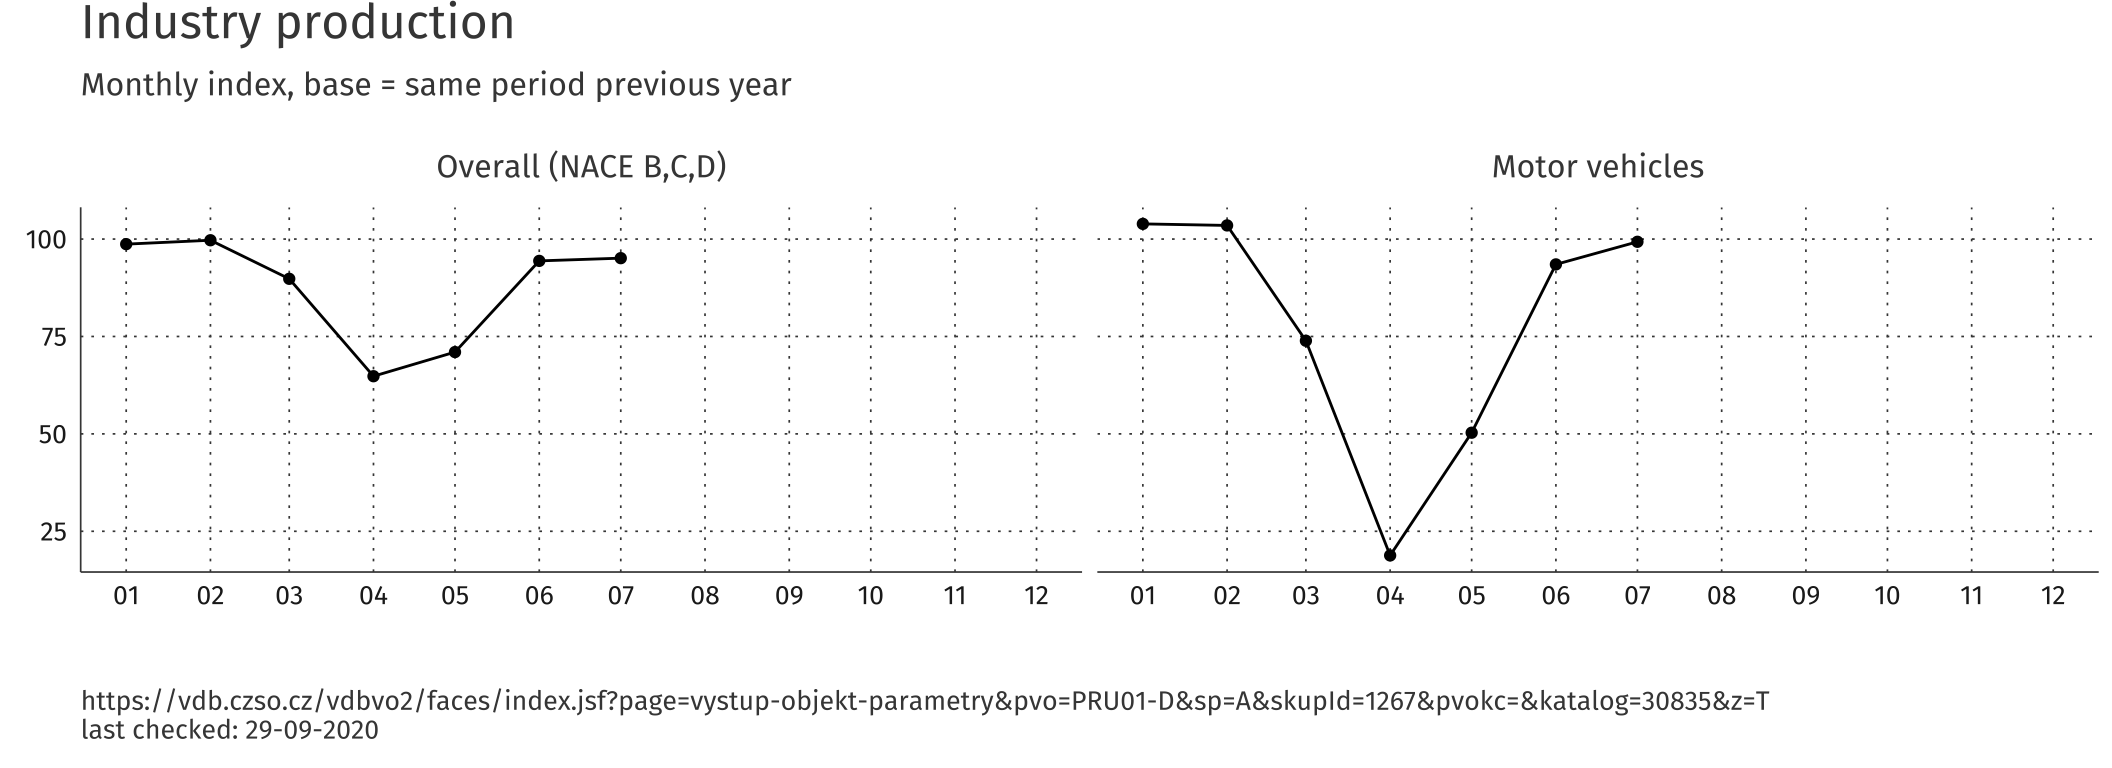 Industry production
Monthly index, base = same period previous year
Overall (NACE B,C,D)
Motor vehicles
100
75
50
25
01 02 03 04 05 06 07 08 09 10 11 12
01 02 03 04 05 06 07 08 09 10 11 12
https://vdb.czso.cz/vdbvo2/faces/index.jsf?page=vystup-objekt-parametry&pvo=PRU01-D&sp=A&skupId=1267&pvokc=&katalog=30835&z=T
last checked: 29-09-2020